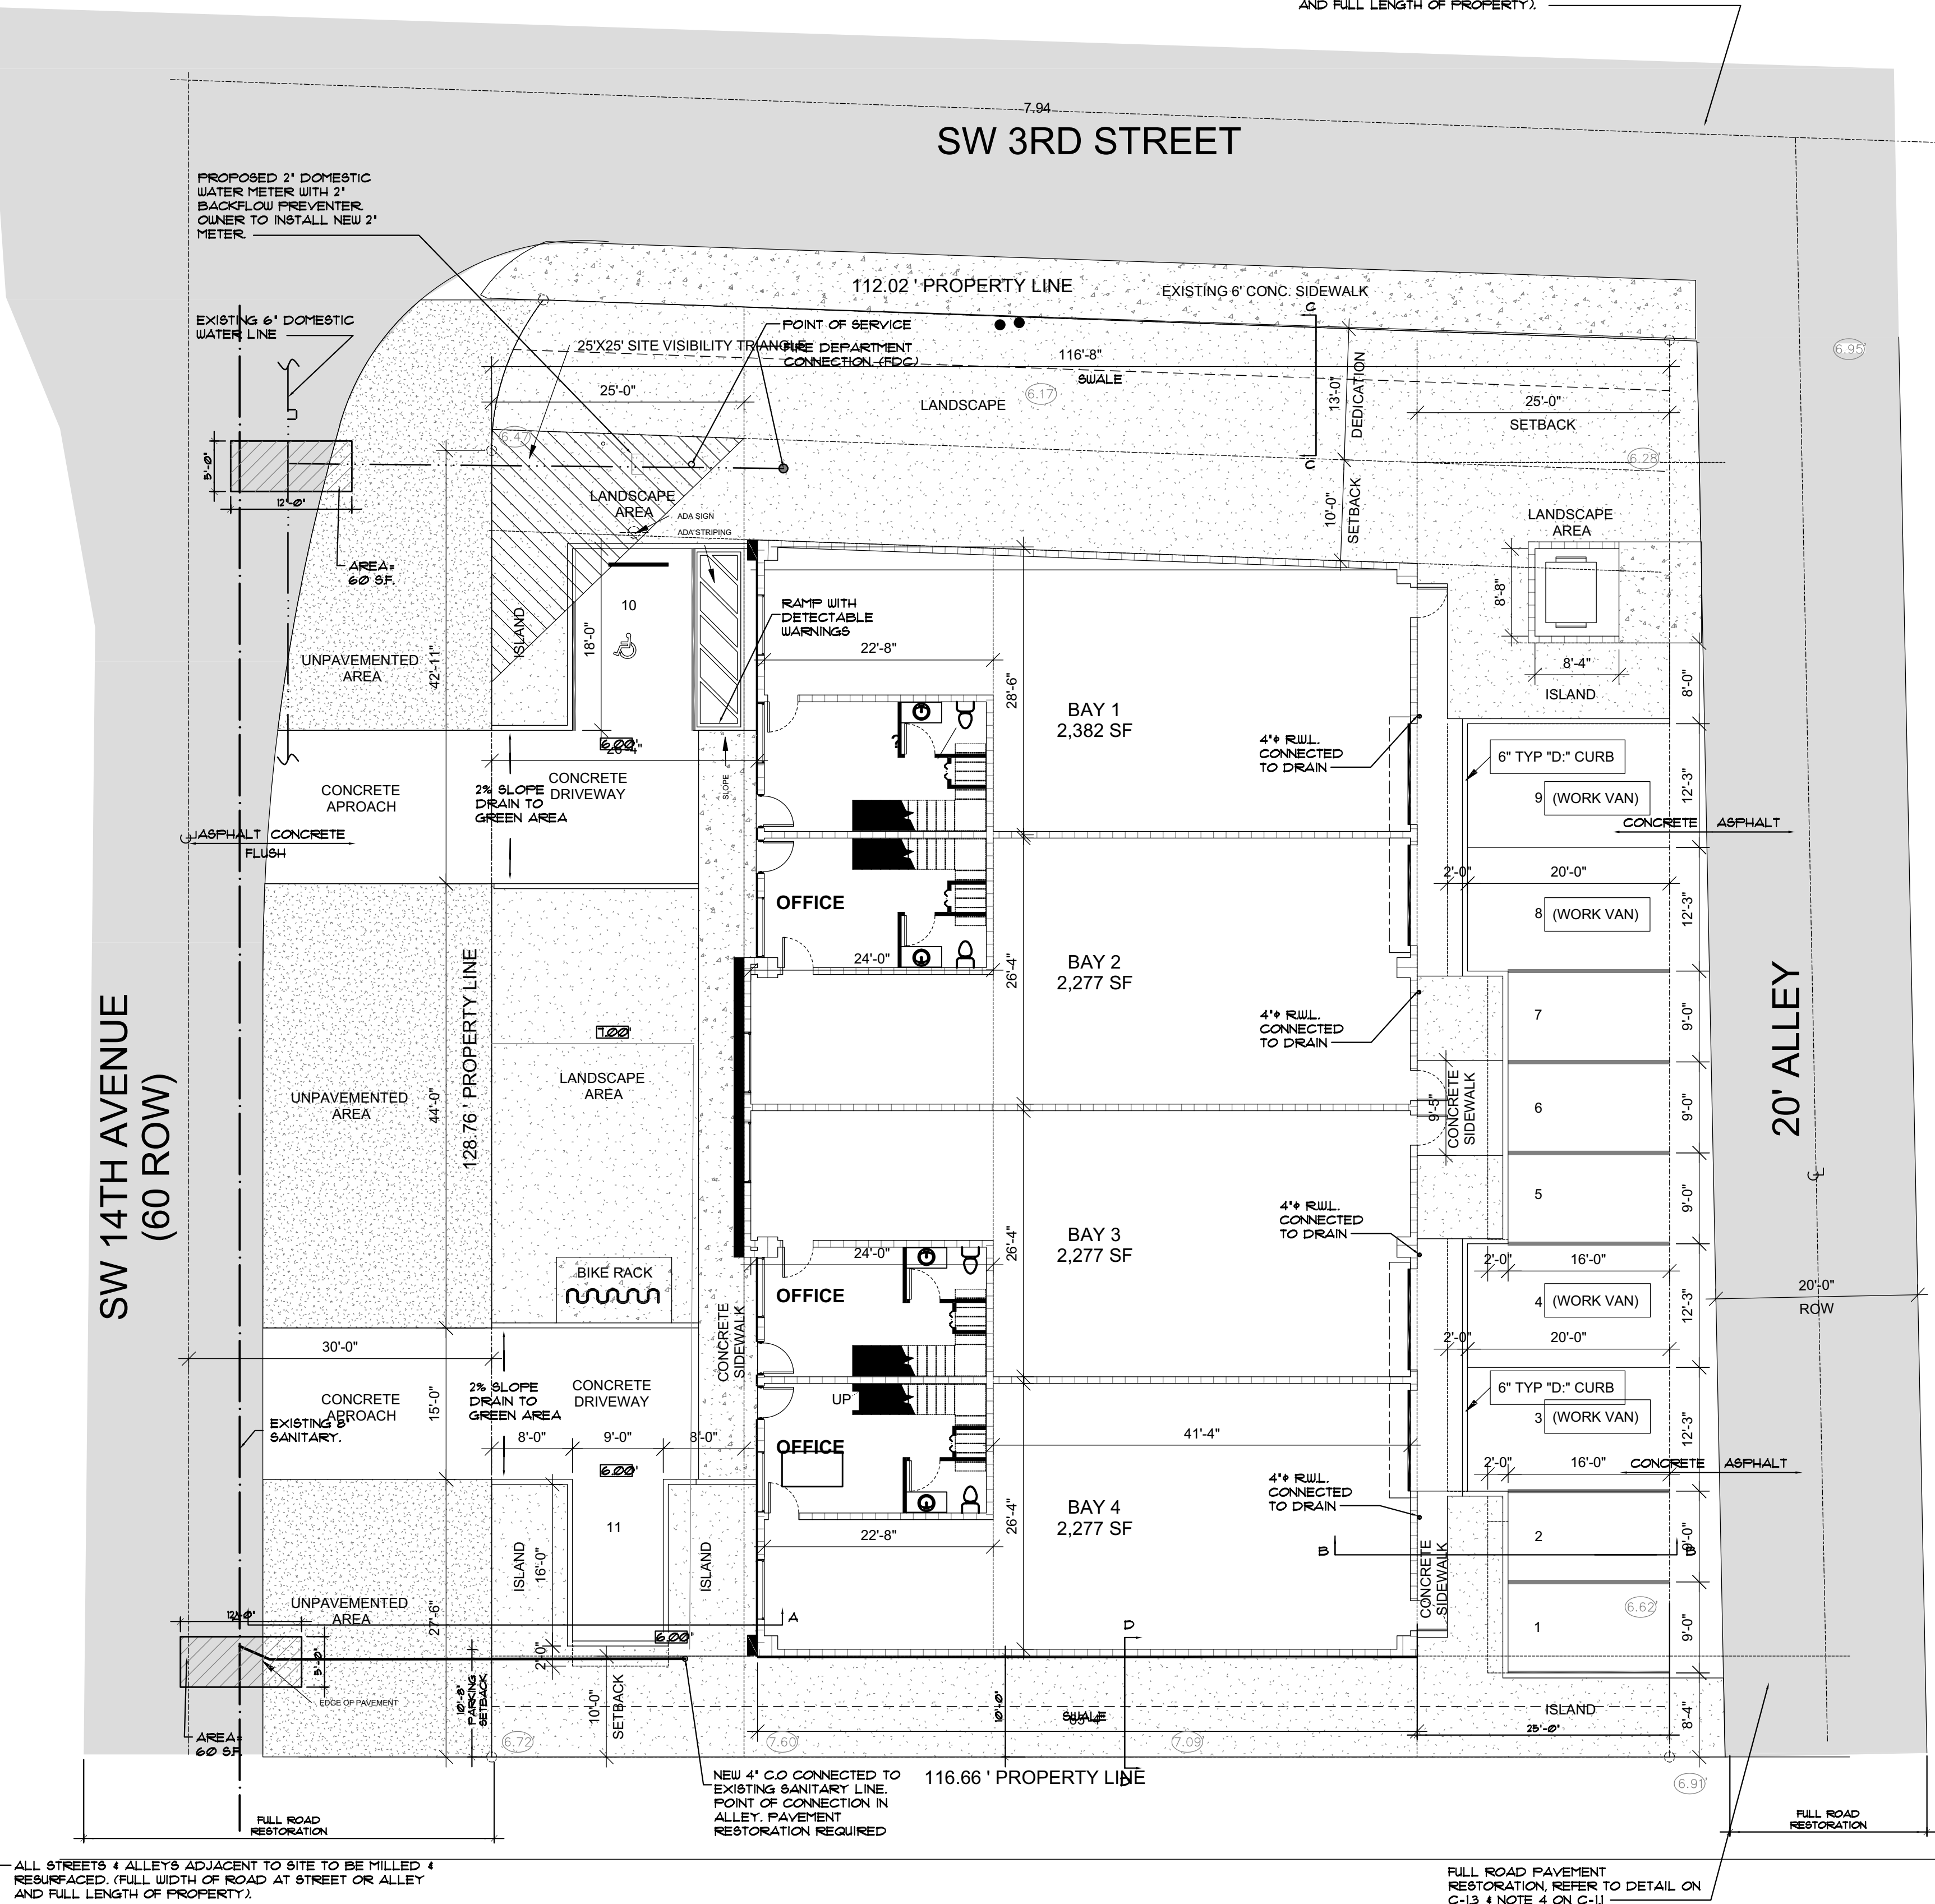 AND FULL LENGTH OF PROPERTY).
7.94
SW 3RD STREET
PROPOSED 2" DOMESTIC
WATER METER WITH 2"
BACKFLOW PREVENTER.
OWNER TO INSTALL NEW 2"
METER.
112.02 ' PROPERTY LINE
EXISTING 6' CONC. SIDEWALK
EXISTING 6" DOMESTIC
WATER LINE
POINT OF SERVICE
25'X25' SITE VISIBILITY TRIANGLE
FIRE DEPARTMENT
CONNECTION. (FDC)
116'-8"
SWALE
C
6.95'
25'-0"
6.17
LANDSCAPE
13'-0"
DEDICATION
25'-0"
SETBACK
6.47
6.28'
C
5'-0"
12'-0"
LANDSCAPE
AREA
ADA SIGN
ADA STRIPING
10'-0"
SETBACK
LANDSCAPE
AREA
AREA=
60 S.F.
10
18'-0"
ISLAND
RAMP WITH
DETECTABLE
WARNINGS
8'-8"
8'-4"
ISLAND
8'-0"
UNPAVEMENTED
AREA
42'-11"
22'-8"
28'-6"
BAY 1
2,382 SF
6.00'
26'-4"
4"ϕ R.W.L.
CONNECTED
TO DRAIN
6" TYP "D:" CURB
CONCRETE
APROACH
2% SLOPE
DRAIN TO
GREEN AREA
CONCRETE
DRIVEWAY
SLOPE
9 (WORK VAN)
12'-3"
ASPHALT CONCRETE
FLUSH
CONCRETE ASPHALT
2'-0"
20'-0"
OFFICE
8 (WORK VAN)
12'-3"
24'-0"
26'-4"
BAY 2
2,277 SF
SW 14TH AVENUE
(60 ROW)
128.76 ' PROPERTY LINE
20' ALLEY
7.00'
4"ϕ R.W.L.
CONNECTED
TO DRAIN
7
9'-0"
LANDSCAPE
AREA
UNPAVEMENTED
AREA
44'-0"
9'-5"
CONCRETE
SIDEWALK
6
9'-0"
5
9'-0"
4"ϕ R.W.L.
CONNECTED
TO DRAIN
BAY 3
2,277 SF
26'-4"
24'-0"
2'-0"
16'-0"
BIKE RACK
OFFICE
4 (WORK VAN)
12'-3"
20'-0"
ROW
CONCRETE
SIDEWALK
30'-0"
2'-0"
20'-0"
2% SLOPE
DRAIN TO
GREEN AREA
CONCRETE
DRIVEWAY
6" TYP "D:" CURB
CONCRETE
APROACH
15'-0"
UP
EXISTING 8"
SANITARY.
3 (WORK VAN)
12'-3"
8'-0"
9'-0"
8'-0"
OFFICE
41'-4"
6.00'
2'-0"
16'-0"
CONCRETE ASPHALT
4"ϕ R.W.L.
CONNECTED
TO DRAIN
BAY 4
2,277 SF
26'-4"
11
22'-8"
2
9'-0"
B
B
ISLAND
16'-0"
ISLAND
CONCRETE
SIDEWALK
UNPAVEMENTED
AREA
27'-6"
12'-0"
A
D
6.62'
1
9'-0"
6.00'
5'-0"
2'-0"
EDGE OF PAVEMENT
10'-8"
PARKING
SETBACK
10'-0"
SETBACK
10'-0"
SWALE
65'-4"
ISLAND
25'-0"
8'-4"
AREA=
60 S.F.
6.72'
7.60
7.09'
D
116.66 ' PROPERTY LINE
6.91'
NEW 4" C.O CONNECTED TO
EXISTING SANITARY LINE.
POINT OF CONNECTION IN
ALLEY. PAVEMENT
RESTORATION REQUIRED
FULL ROAD
RESTORATION
FULL ROAD
RESTORATION
ALL STREETS & ALLEYS ADJACENT TO SITE TO BE MILLED &
RESURFACED. (FULL WIDTH OF ROAD AT STREET OR ALLEY
AND FULL LENGTH OF PROPERTY).
FULL ROAD PAVEMENT
RESTORATION, REFER TO DETAIL ON
C-1.3 & NOTE 4 ON C-1.1